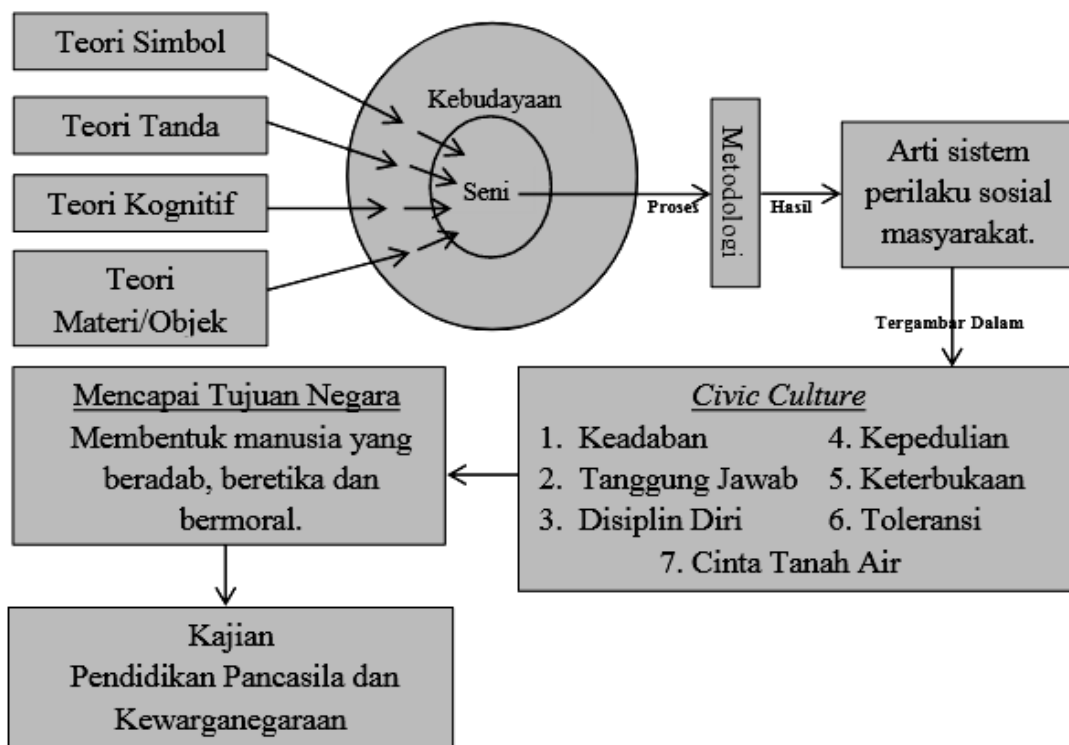 Teori Simbol
Teori Tanda
Teori Kognitif
Teori
Materi/Objek
Kebudayaan
Seni
Proses
Metodologi
Hasil
Arti sistem
perilaku sosial
masyarakat.
Tergambar Dalam
Civic Culture
1. Keadaban
2. Tanggung Jawab
3. Disiplin Diri
4. Kepedulian
5. Keterbukaan
6. Toleransi
7. Cinta Tanah Air
Mencapai Tujuan Negara
Membentuk manusia yang
beradab, beretika dan
bermoral.
Kajian
Pendidikan Pancasila dan
Kewarganegaraan